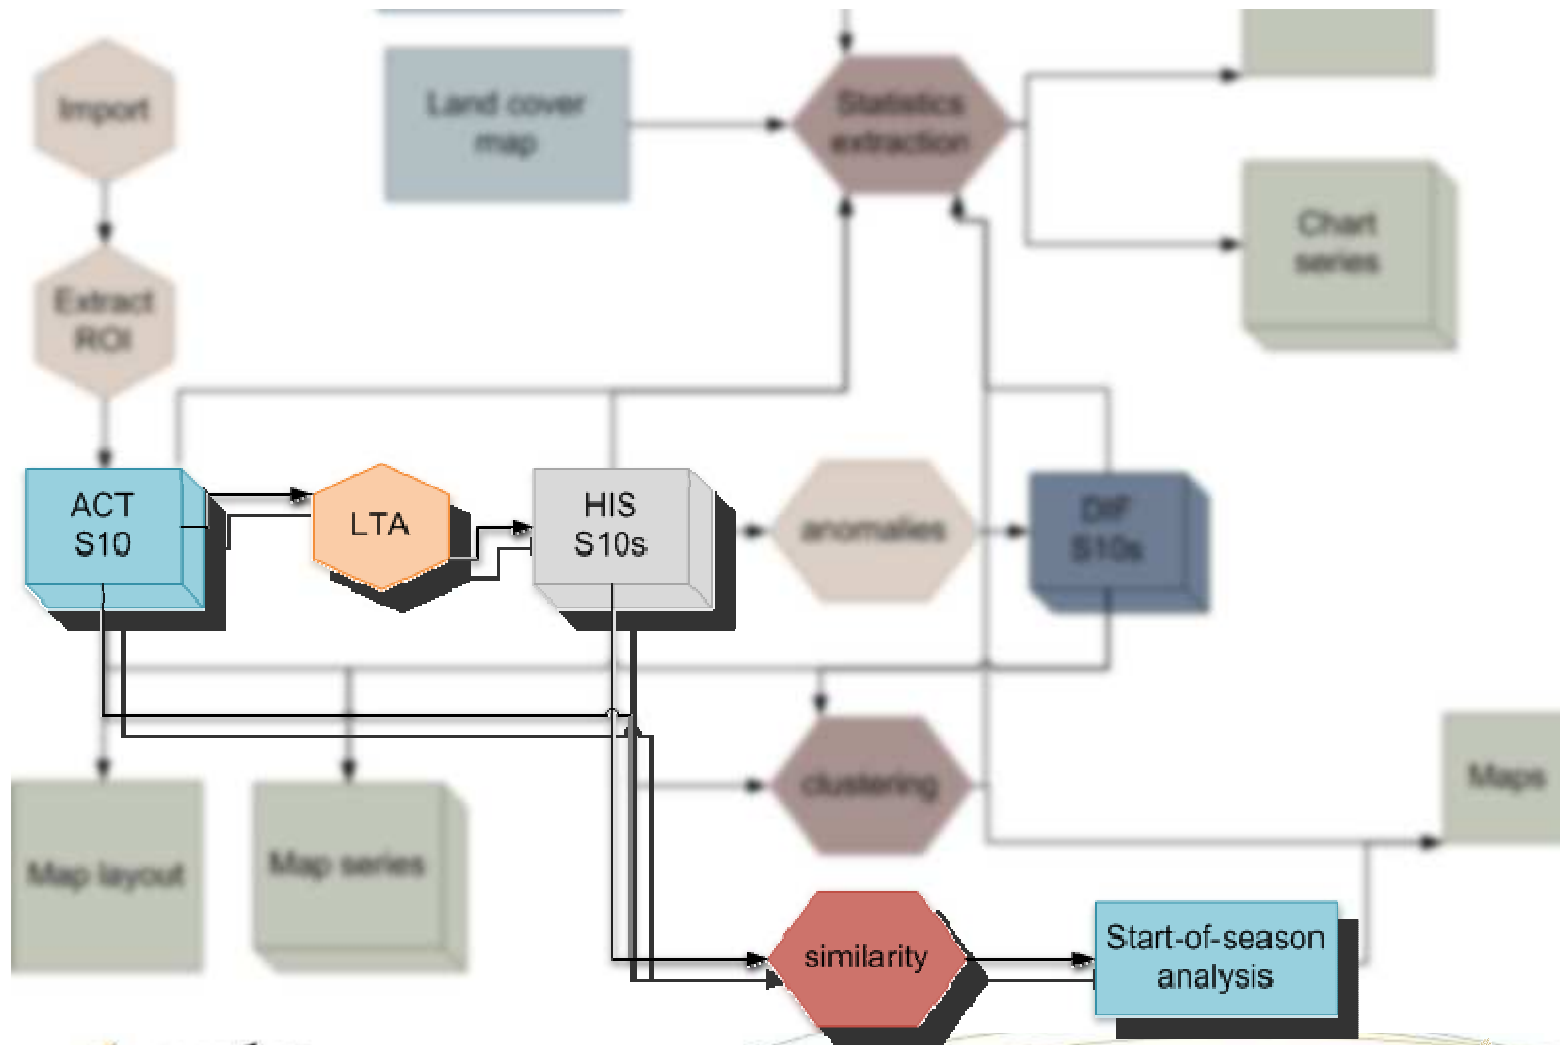 Import
Land cover
map
Statistics
extraction
Extract
ROI
Chart
series
ACT
S10
LTA
HIS
S10s
anomalies
DIF
S10s
clustering
Maps
Map layout
Map series
similarity
Start-of-season
analysis